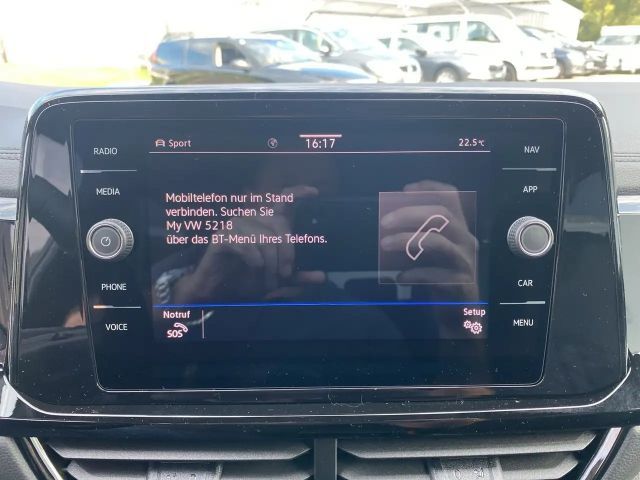 RADIO
MEDIA
PHONE
VOICE
Sport
16:17
22.5°C
Mobiltelefon nur im Stand
verbinden. Suchen Sie
My VW 5218
über das BT-Menü Ihres Telefons.
Notruf
SOS
Setup
NAV
APP
CAR
MENU